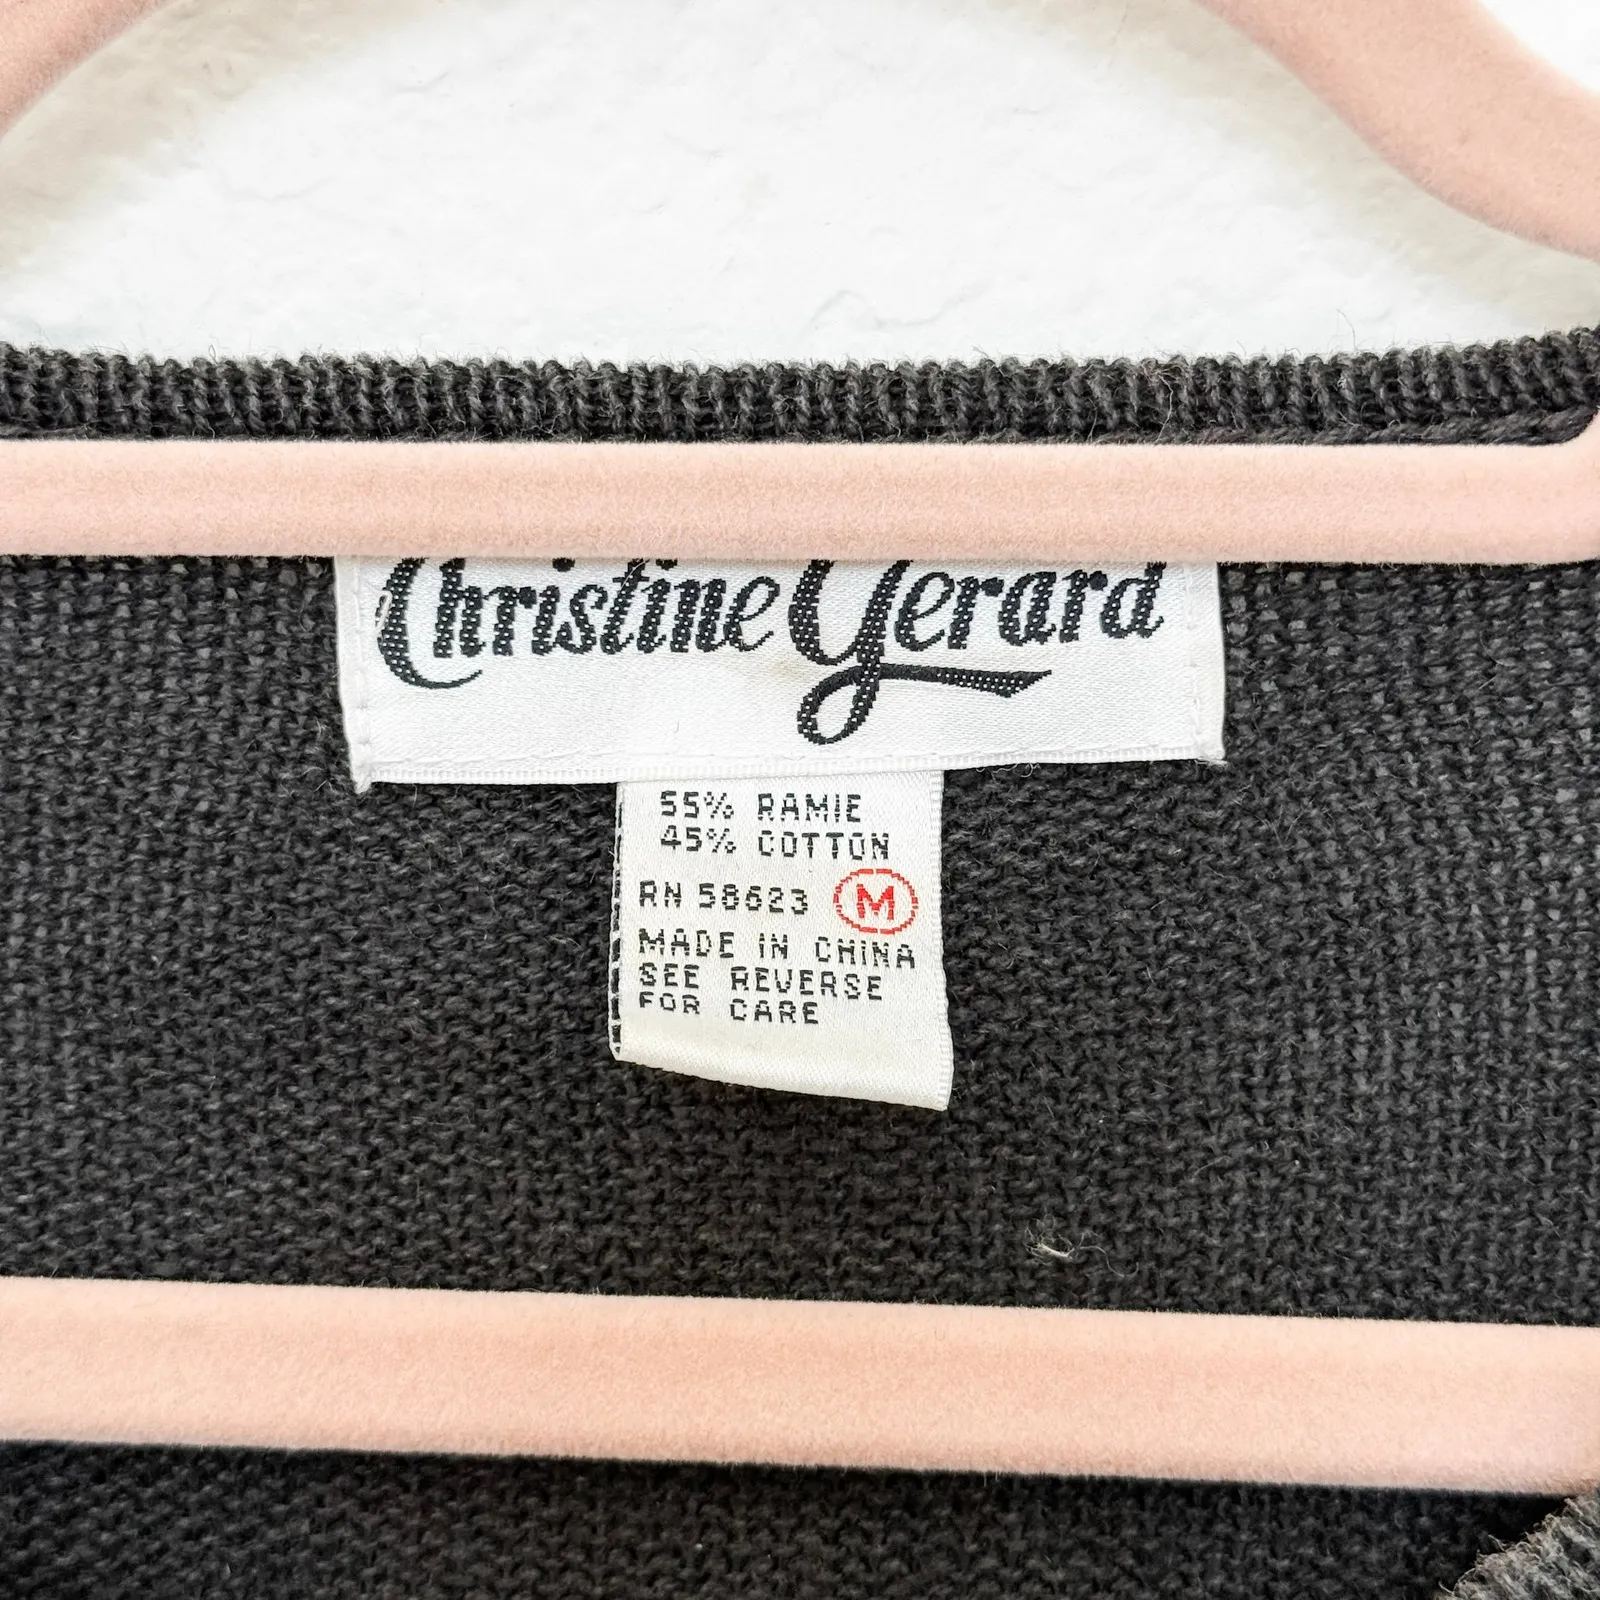 Christine Gerard
55% RAMIE
45% COTTON
RN 58623 M
MADE IN CHINA
SEE REVERSE
FOR CARE